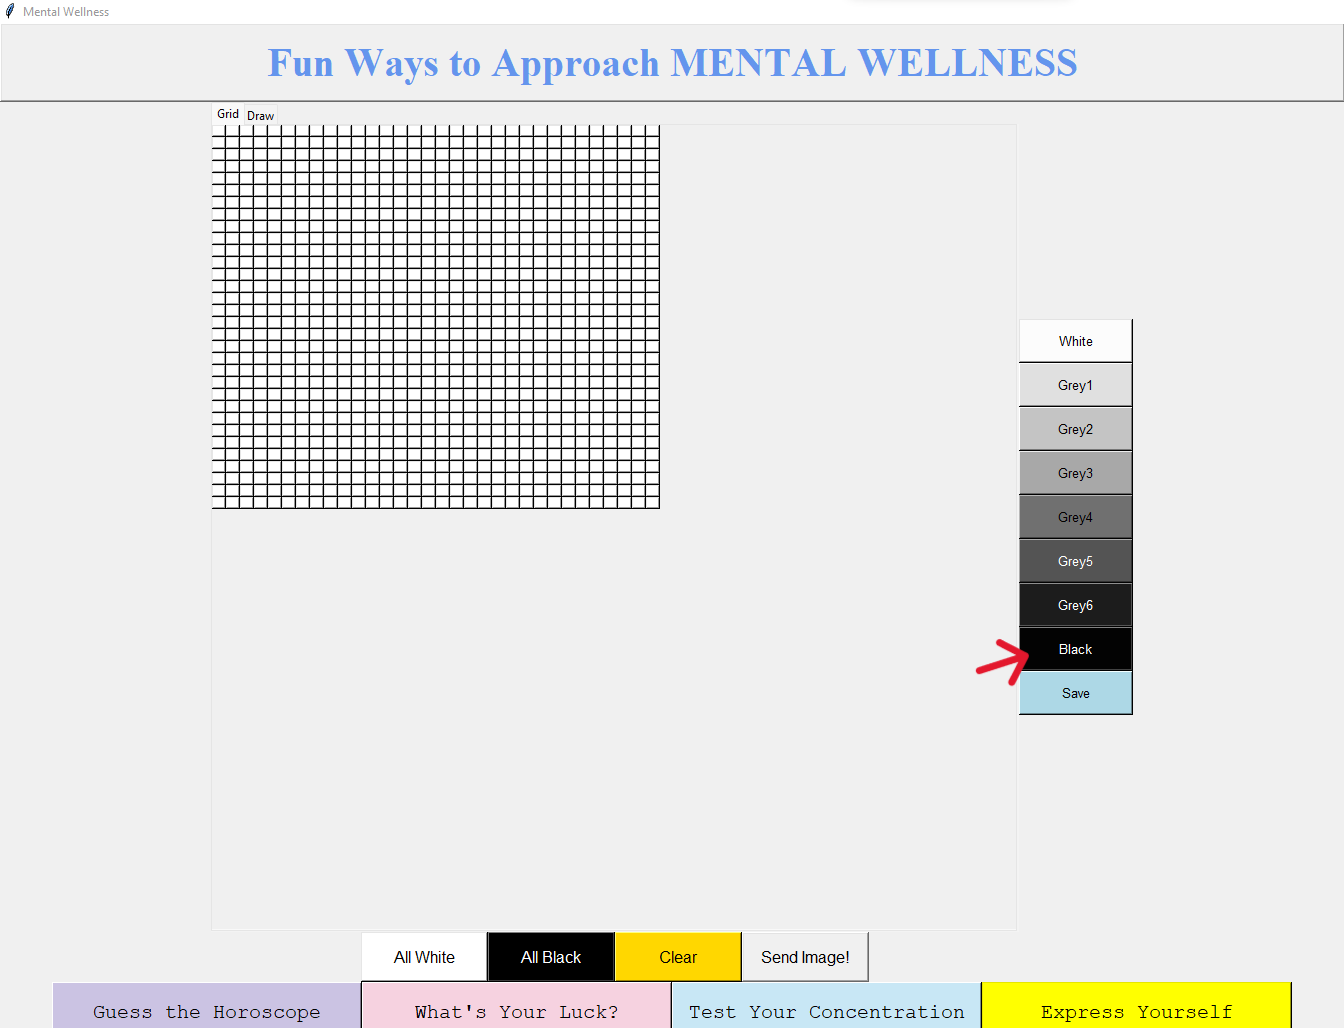 Mental Wellness
Fun Ways to Approach MENTAL WELLNESS
Grid Draw
White
Grey1
Grey2
Grey3
Grey4
Grey5
Grey6
Black
Save
All White All Black Clear Send Image!
Guess the Horoscope What's Your Luck? Test Your Concentration Express Yourself